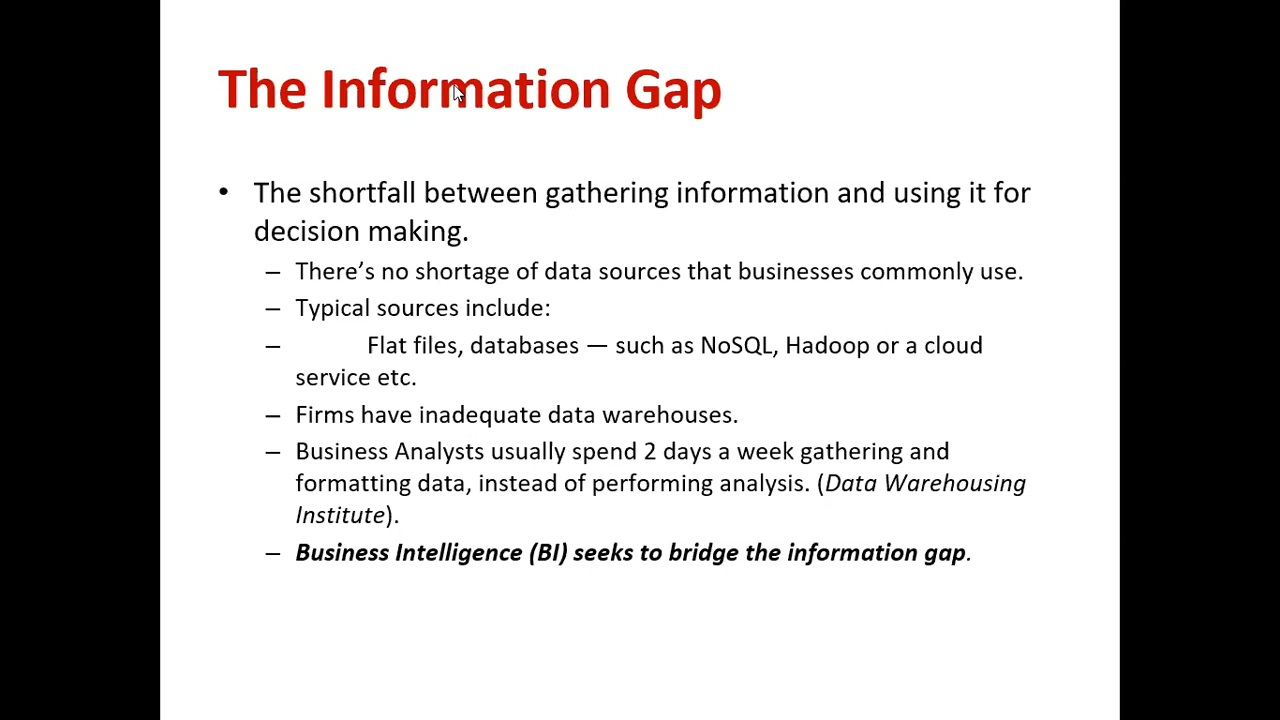 The Information Gap
• The shortfall between gathering information and using it for
decision making.
– There’s no shortage of data sources that businesses commonly use.
– Typical sources include:
– Flat files, databases — such as NoSQL, Hadoop or a cloud
service etc.
– Firms have inadequate data warehouses.
– Business Analysts usually spend 2 days a week gathering and
formatting data, instead of performing analysis. (Data Warehousing
Institute).
– Business Intelligence (BI) seeks to bridge the information gap.